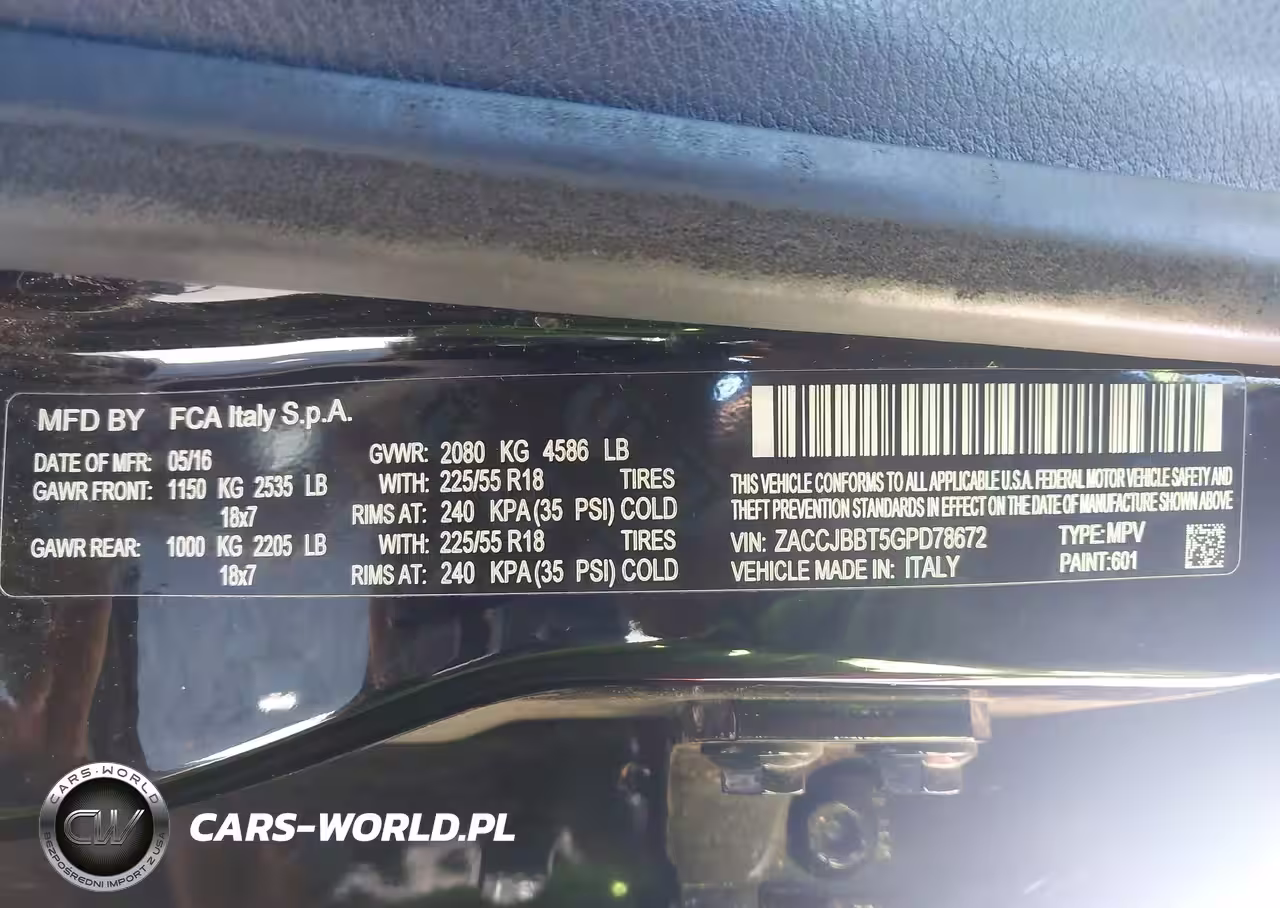 MFD BY FCA Italy S.p.A.
DATE OF MFR: 05/16 GVWR: 2080 KG 4586 LB
GAWR FRONT: 1150 KG 2535 LB WITH: 225/55 R18 TIRES
18x7 RIMS AT: 240 KPA(35 PSI) COLD
GAWR REAR: 1000 KG 2205 LB WITH: 225/55 R18 TIRES
18x7 RIMS AT: 240 KPA(35 PSI) COLD
THIS VEHICLE CONFORMS TO ALL APPLICABLE U.S.A. FEDERAL MOTOR VEHICLE SAFETY AND
THEFT PREVENTION STANDARDS IN EFFECT ON THE DATE OF MANUFACTURE SHOWN ABOVE
VIN: ZACCJBBT5GPD78672 TYPE:MPV
VEHICLE MADE IN: ITALY PAINT:601
CARS-WORLD
CW
BEZPOŚREDNI IMPORT Z USA
CARS-WORLD.PL